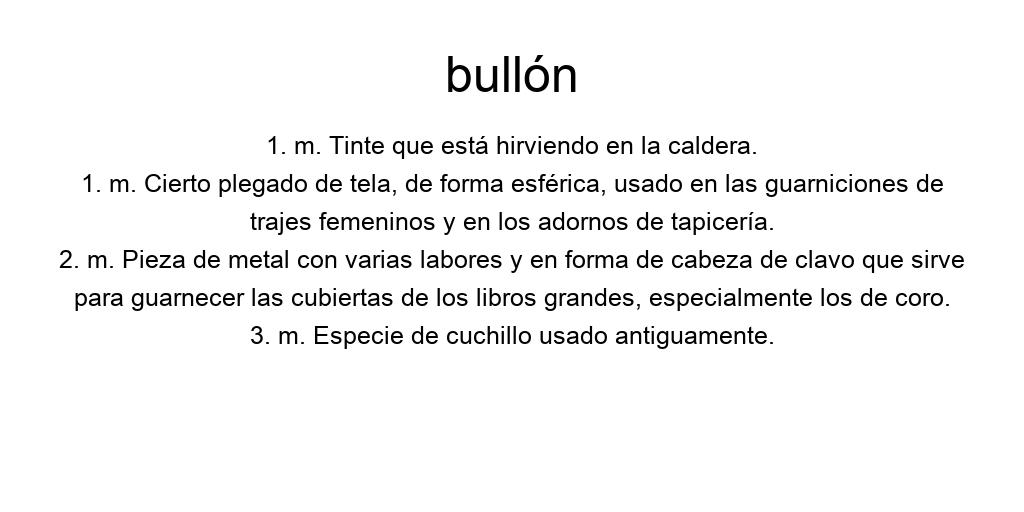 bullón
1. m. Tinte que está hirviendo en la caldera.
1. m. Cierto plegado de tela, de forma esférica, usado en las guarniciones de
trajes femeninos y en los adornos de tapicería.
2. m. Pieza de metal con varias labores y en forma de cabeza de clavo que sirve
para guarnecer las cubiertas de los libros grandes, especialmente los de coro.
3. m. Especie de cuchillo usado antiguamente.